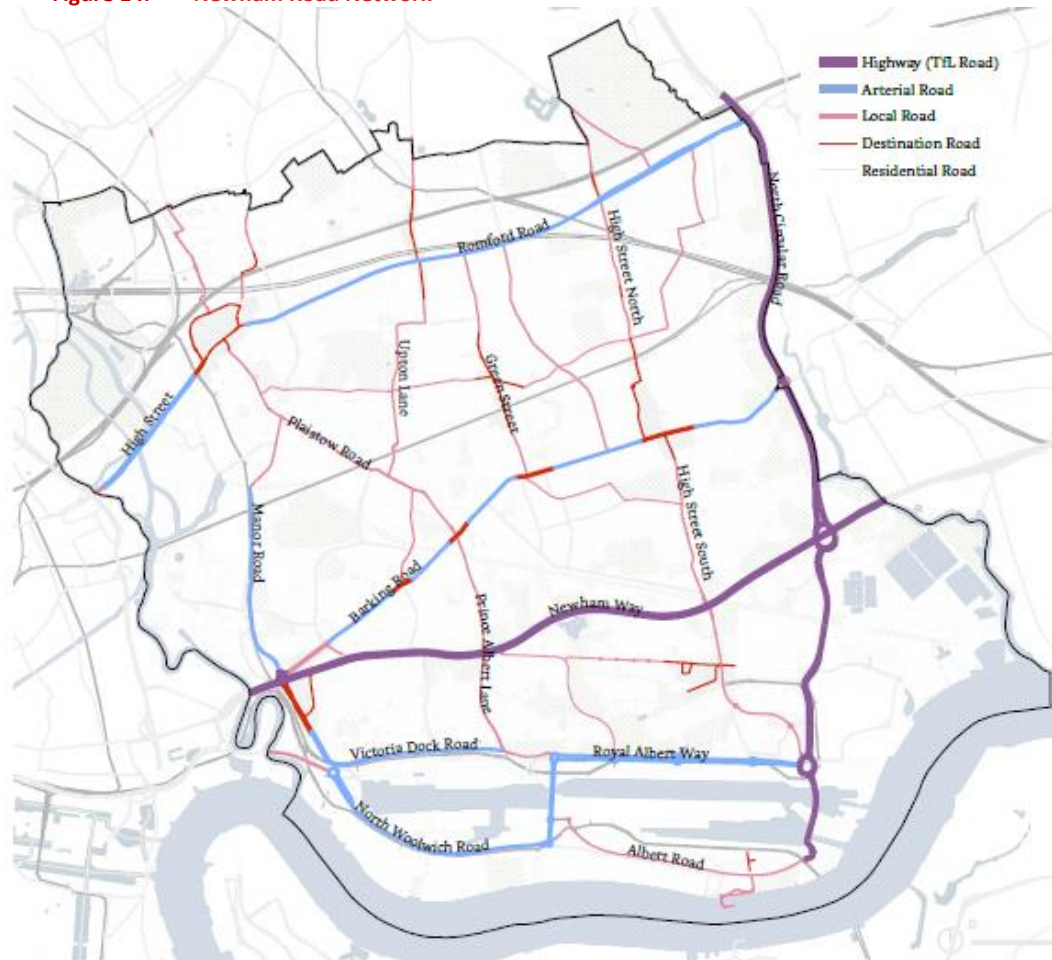 Newham Road Network
Highway (TfL Road)
Arterial Road
Local Road
Destination Road
Residential Road
North Circular Road
Romford Road
High Street North
Upton Lane
Green Street
High Street
Plaistow Road
Manor Road
High Street South
Barking Road
Prince Albert Lane
Newham Way
Victoria Dock Road
Royal Albert Way
North Woolwich Road
Albert Road